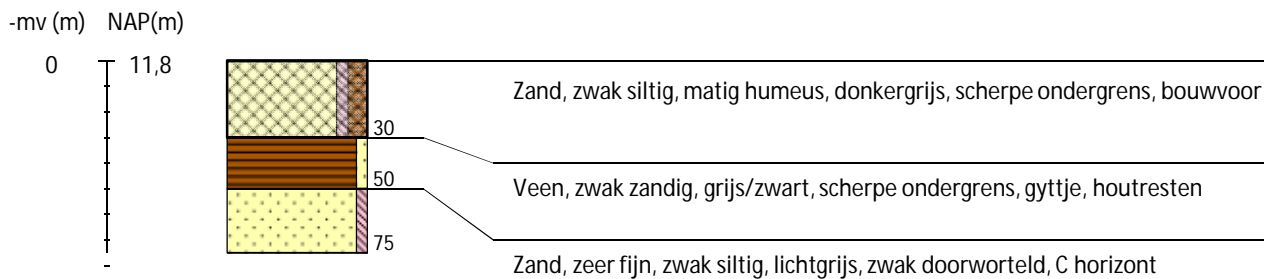 -mv (m) NAP(m)
0 11,8
Zand, zwak siltig, matig humeus, donkergrijs, scherpe ondergrens, bouwvoor
30
Veen, zwak zandig, grijs/zwart, scherpe ondergrens, gyttje, houtresten
50
75
Zand, zeer fijn, zwak siltig, lichtgrijs, zwak doorworteld, C horizont